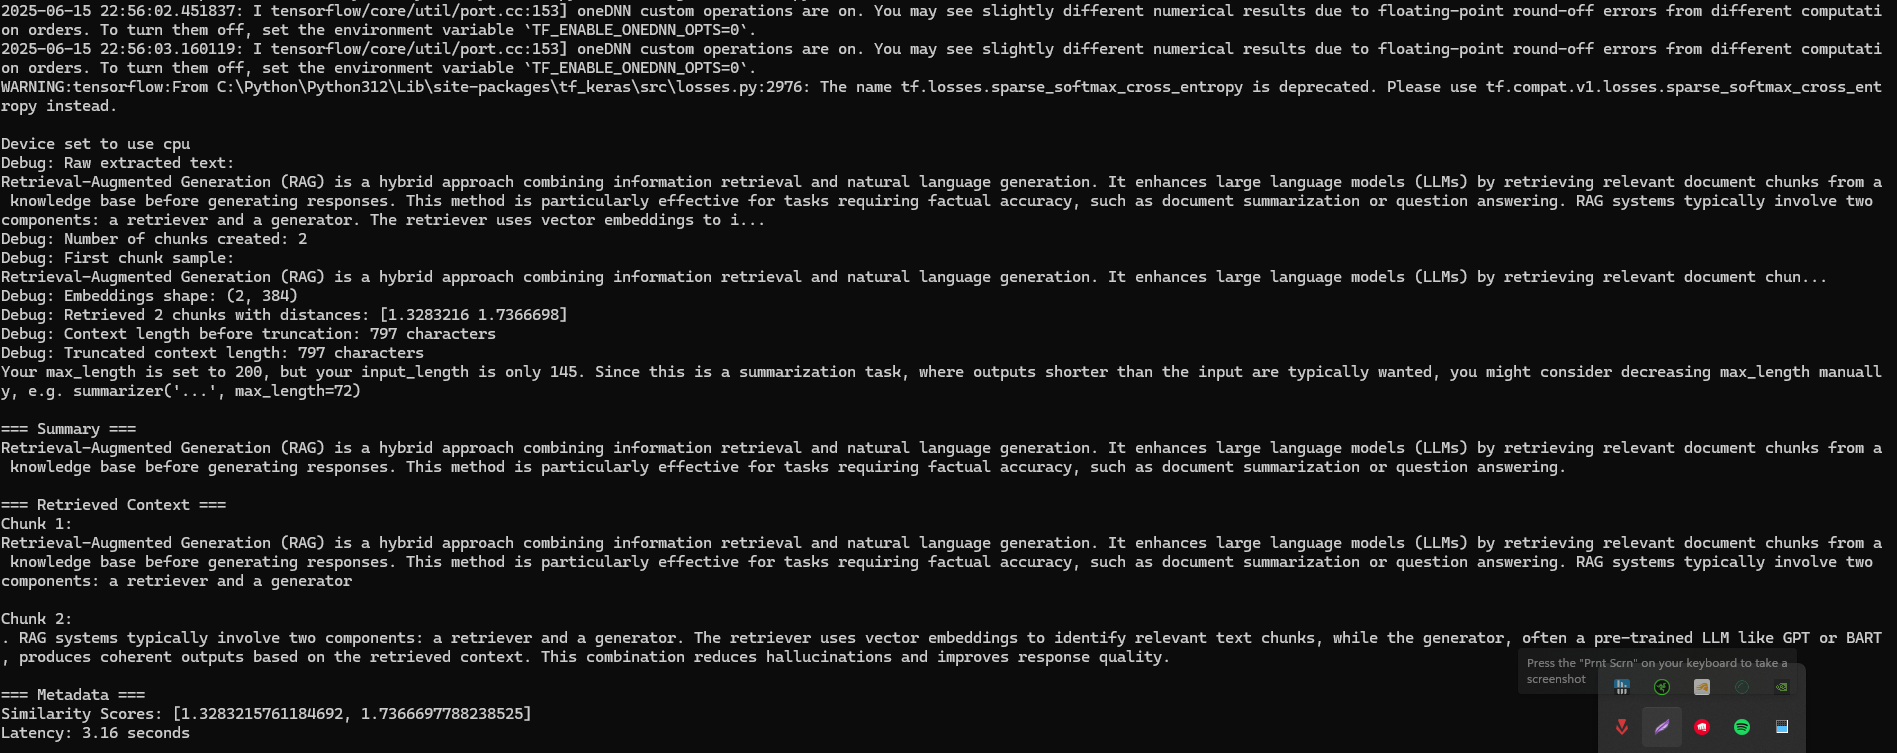 2025-06-15 22:56:02.451837: I tensorflow/core/util/port.cc:153] oneDNN custom operations are on. You may see slightly different numerical results due to floating-point round-off errors from different computati
on orders. To turn them off, set the environment variable `TF_ENABLE_ONEDNN_OPTS=0`.
2025-06-15 22:56:03.160119: I tensorflow/core/util/port.cc:153] oneDNN custom operations are on. You may see slightly different numerical results due to floating-point round-off errors from different computati
on orders. To turn them off, set the environment variable `TF_ENABLE_ONEDNN_OPTS=0`.
WARNING:tensorflow:From C:\Python\Python312\Lib\site-packages\tf_keras\src\losses.py:2976: The name tf.losses.sparse_softmax_cross_entropy is deprecated. Please use tf.compat.v1.losses.sparse_softmax_cross_ent
ropy instead.
Device set to use cpu
Debug: Raw extracted text:
Retrieval-Augmented Generation (RAG) is a hybrid approach combining information retrieval and natural language generation. It enhances large language models (LLMs) by retrieving relevant document chunks from a
knowledge base before generating responses. This method is particularly effective for tasks requiring factual accuracy, such as document summarization or question answering. RAG systems typically involve two
components: a retriever and a generator. The retriever uses vector embeddings to i...
Debug: Number of chunks created: 2
Debug: First chunk sample:
Retrieval-Augmented Generation (RAG) is a hybrid approach combining information retrieval and natural language generation. It enhances large language models (LLMs) by retrieving relevant document chun...
Debug: Embeddings shape: (2, 384)
Debug: Retrieved 2 chunks with distances: [1.3283216 1.7366698]
Debug: Context length before truncation: 797 characters
Debug: Truncated context length: 797 characters
Your max_length is set to 200, but your input_length is only 145. Since this is a summarization task, where outputs shorter than the input are typically wanted, you might consider decreasing max_length manuall
y, e.g. summarizer('...', max_length=72)
=== Summary ===
Retrieval-Augmented Generation (RAG) is a hybrid approach combining information retrieval and natural language generation. It enhances large language models (LLMs) by retrieving relevant document chunks from a
knowledge base before generating responses. This method is particularly effective for tasks requiring factual accuracy, such as document summarization or question answering.
=== Retrieved Context ===
Chunk 1:
Retrieval-Augmented Generation (RAG) is a hybrid approach combining information retrieval and natural language generation. It enhances large language models (LLMs) by retrieving relevant document chunks from a
knowledge base before generating responses. This method is particularly effective for tasks requiring factual accuracy, such as document summarization or question answering. RAG systems typically involve two
components: a retriever and a generator
Chunk 2:
. RAG systems typically involve two components: a retriever and a generator. The retriever uses vector embeddings to identify relevant text chunks, while the generator, often a pre-trained LLM like GPT or BART
, produces coherent outputs based on the retrieved context. This combination reduces hallucinations and improves response quality.
Press the "Prnt Scrn" on your keyboard to take a
screenshot
=== Metadata ===
Similarity Scores: [1.3283215761184692, 1.7366697788238525]
Latency: 3.16 seconds